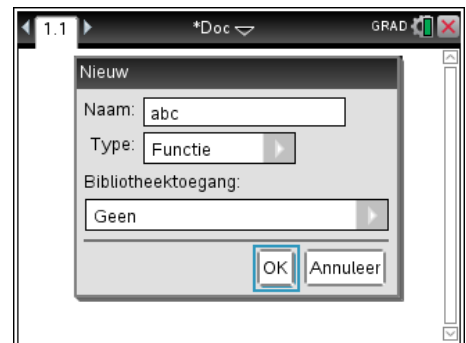 1.1 *Doc GRAD
Nieuw
Naam: abc
Type: Functie
Bibliotheektoegang:
Geen
OK Annuleer